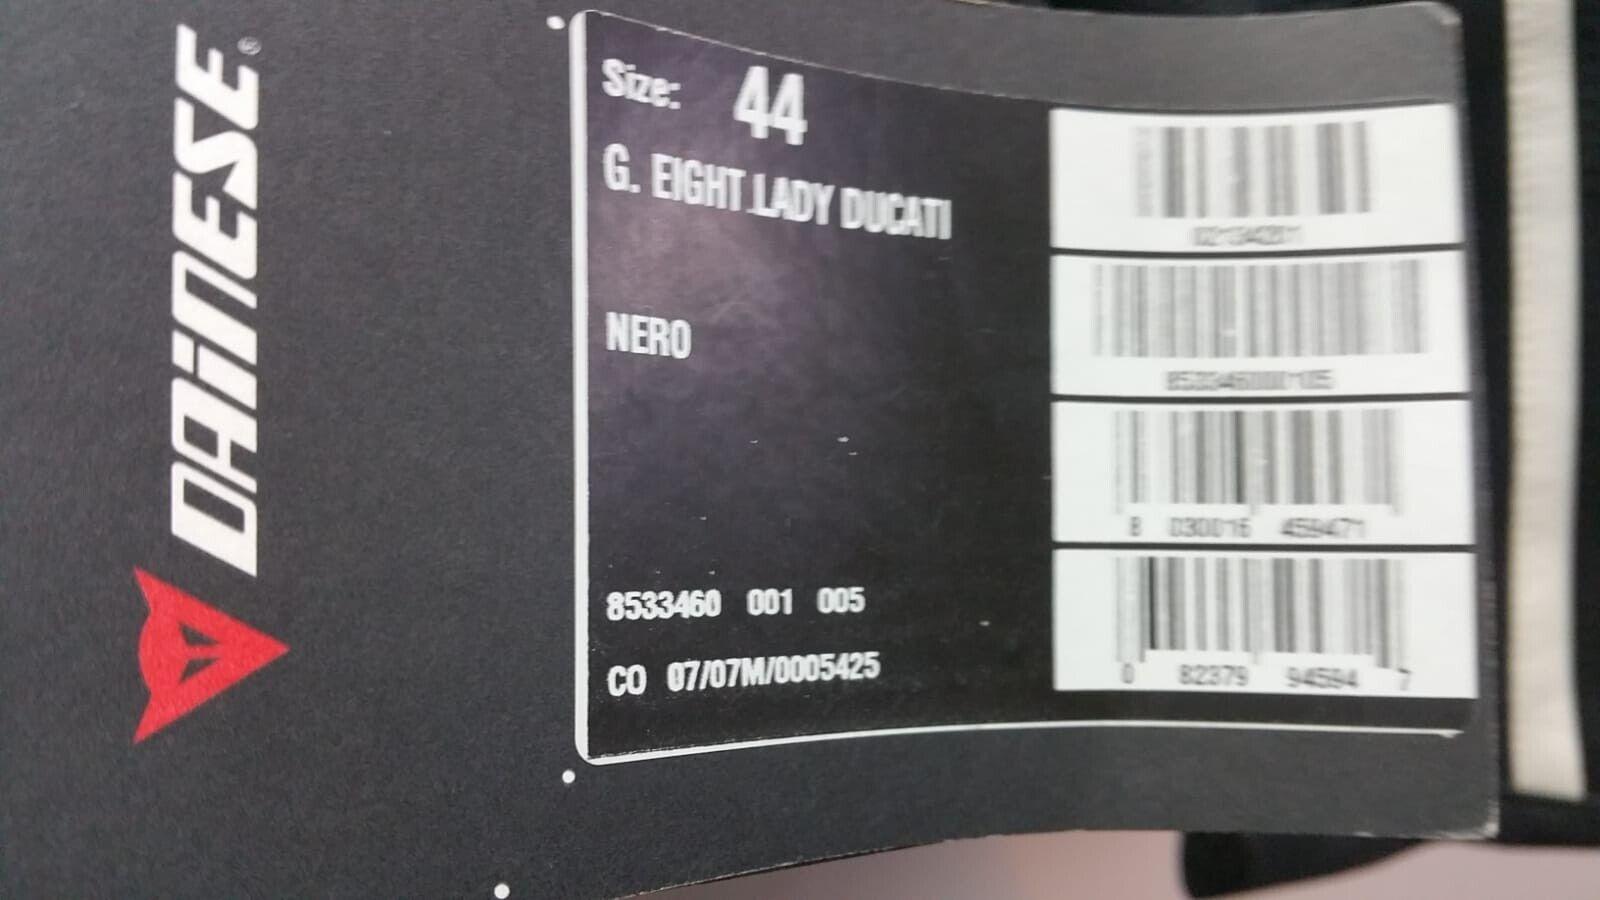 DAINESE®
Size: 44
G. EIGHT LADY DUCATI
NERO
8533460 001 005
CO 07/07M/0005425
853346000105
8 030016 459471
0 82379 94594 7